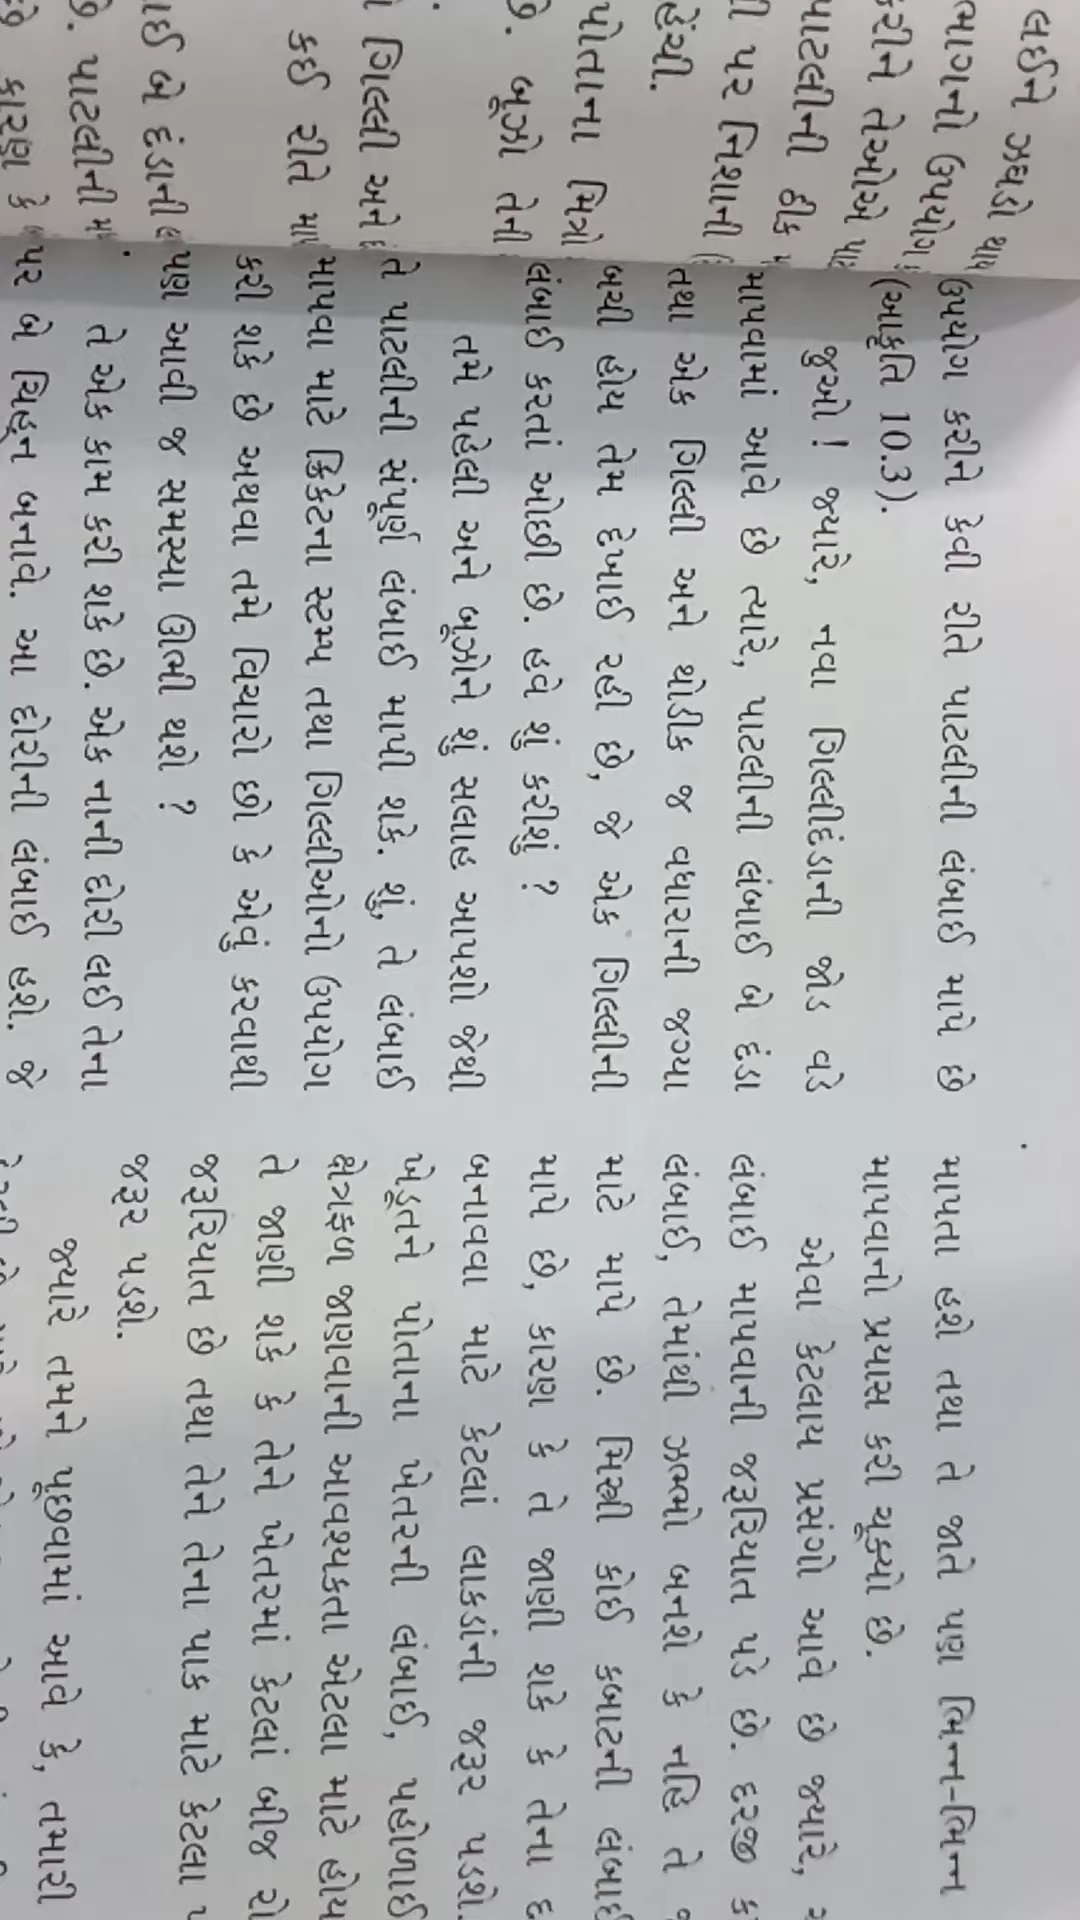 લઈને ઝઘડો
ભાગનો ઉપયોગ
કરીને તેઓએ
પાટલીની ઠીક
પર નિશાની
પોતાના મિત્રો
છે. બૂઝો તેની
ગિલ્લી અને
કઈ રીતે
બે દંડાની
છે. પાટલીની
કારણ કે
ઉપયોગ કરીને કેવી રીતે પાટલીની લંબાઈ માપે છે
(આકૃતિ 10.3).
જુઓ ! જ્યારે, નવા ગિલ્લીદંડાની જોડ વડે
માપવામાં આવે છે ત્યારે, પાટલીની લંબાઈ બે દંડા
તથા એક ગિલ્લી અને થોડીક જ વધારાની જગ્યા
બચી હોય તેમ દેખાઈ રહી છે, જે એક ગિલ્લીની
લંબાઈ કરતાં ઓછી છે. હવે શું કરીશું ?
તમે પહેલી અને બૂઝોને શું સલાહ આપશો જેથી
તે પાટલીની સંપૂર્ણ લંબાઈ માપી શકે. શું, તે લંબાઈ
માપવા માટે ક્રિકેટના સ્ટમ્પ તથા ગિલ્લીઓનો ઉપયોગ
કરી શકે છે અથવા તમે વિચારો છો કે એવું કરવાથી
પણ આવી જ સમસ્યા ઊભી થશે ?
તે એક કામ કરી શકે છે. એક નાની દોરી લઈ તેના
પર બે ચિહ્ન બનાવે. આ દોરીની લંબાઈ હશે. જે
માપતા હશે તથા તે જાતે પણ ભિન્ન-ભિન્ન
માપવાનો પ્રયાસ કરી ચૂક્યો છે.
એવા કેટલાય પ્રસંગો આવે છે જ્યારે,
લંબાઈ માપવાની જરૂરિયાત પડે છે. દરજી
લંબાઈ, તેમાંથી ઝભ્ભો બનશે કે નહિ તે
માટે માપે છે. મિસ્ત્રી કોઈ કબાટની લંબાઈ
માપે છે, કારણ કે તે જાણી શકે કે તેના
બનાવવા માટે કેટલાં લાકડાંની જરૂર પડશે.
ખેડૂતને પોતાના ખેતરની લંબાઈ, પહોળાઈ
ક્ષેત્રફળ જાણવાની આવશ્યકતા એટલા માટે હોય
તે જાણી શકે કે તેને ખેતરમાં કેટલાં બીજ
જરૂરિયાત છે તથા તેને તેના પાક માટે કેટલા
જરૂર પડશે.
જ્યારે તમને પૂછવામાં આવે કે, તમારી